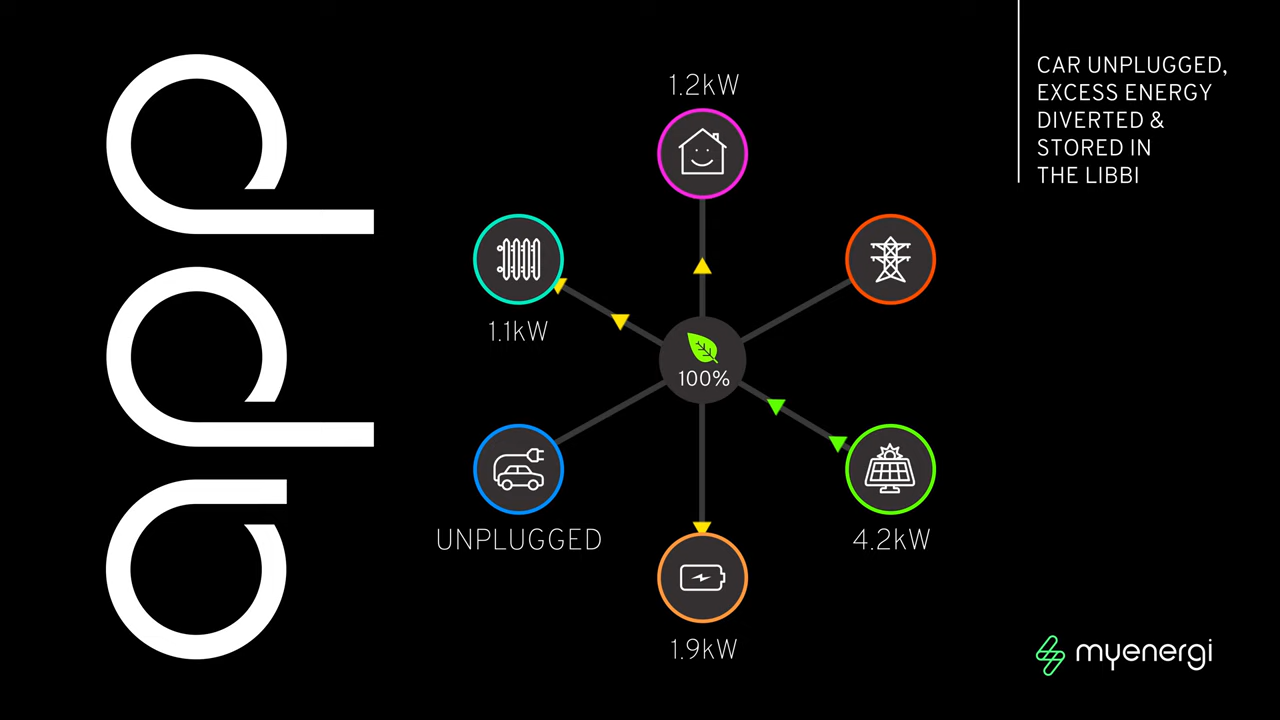 app
1.2kW
CAR UNPLUGGED,
EXCESS ENERGY
DIVERTED &
STORED IN
THE LIBBI
1.1kW
100%
UNPLUGGED
4.2kW
1.9kW
myenergi